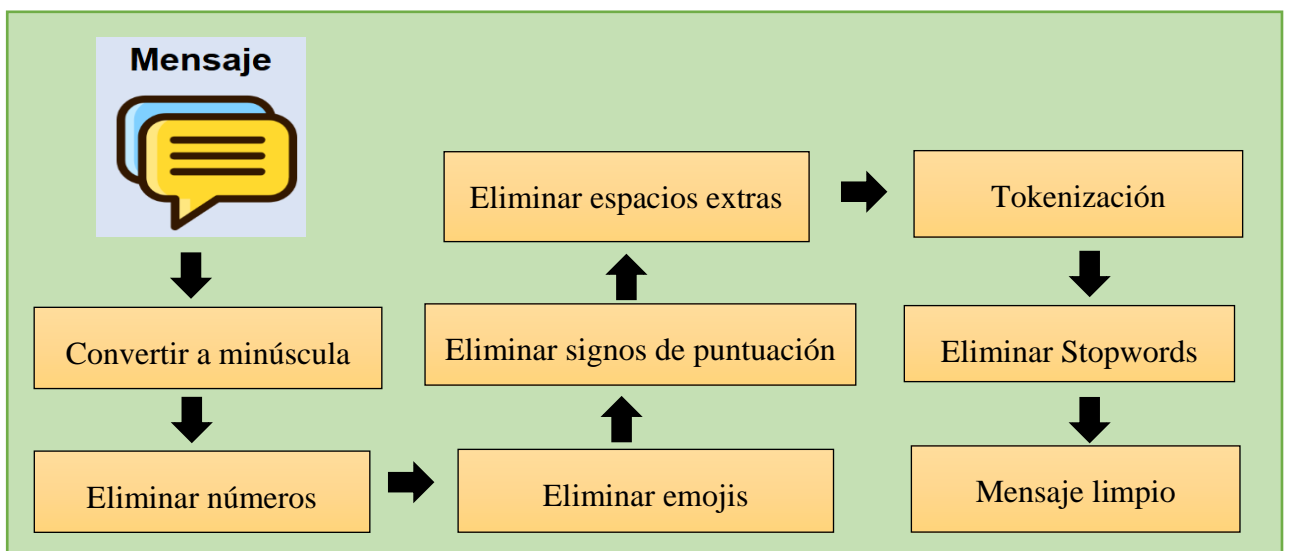 Mensaje
Convertir a minúscula
Eliminar números
Eliminar emojis
Eliminar signos de puntuación
Eliminar espacios extras
Tokenización
Eliminar Stopwords
Mensaje limpio